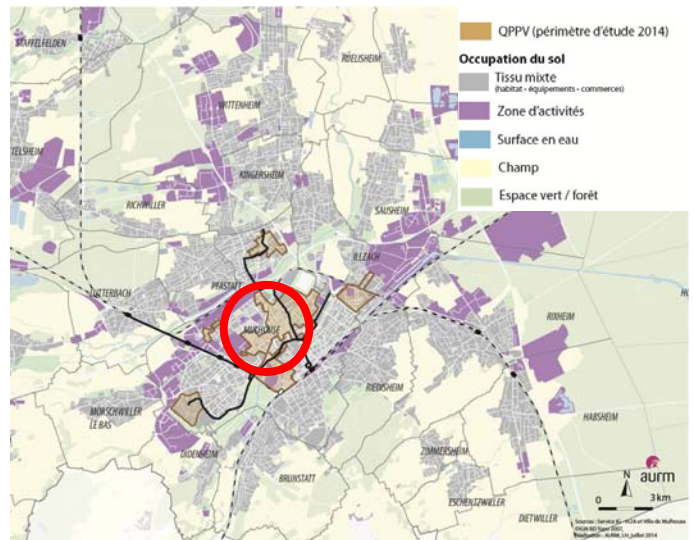 QPPV (périmètre d'étude 2014)
Occupation du sol
Tissu mixte
(habitat - équipements - commerces)
Zone d'activités
Surface en eau
Champ
Espace vert / forêt
STAFFELFELDEN
RUELISHEIM
WITTENHEIM
TELSHEIM
KINGERSHEIM
RICHWILLER
SAUSHEIM
ILLZACH
PFASTATT
LUTTERBACH
MULHOUSE
RIXHEIM
RIEDISHEIM
MORSCHWILLER
LE BAS
HABSHEIM
DIDENHEIM
ZIMMERSHEIM
BRUNSTATT
ESCHENTZWILLER
DIETWILLER
N
aurm
0 3 km